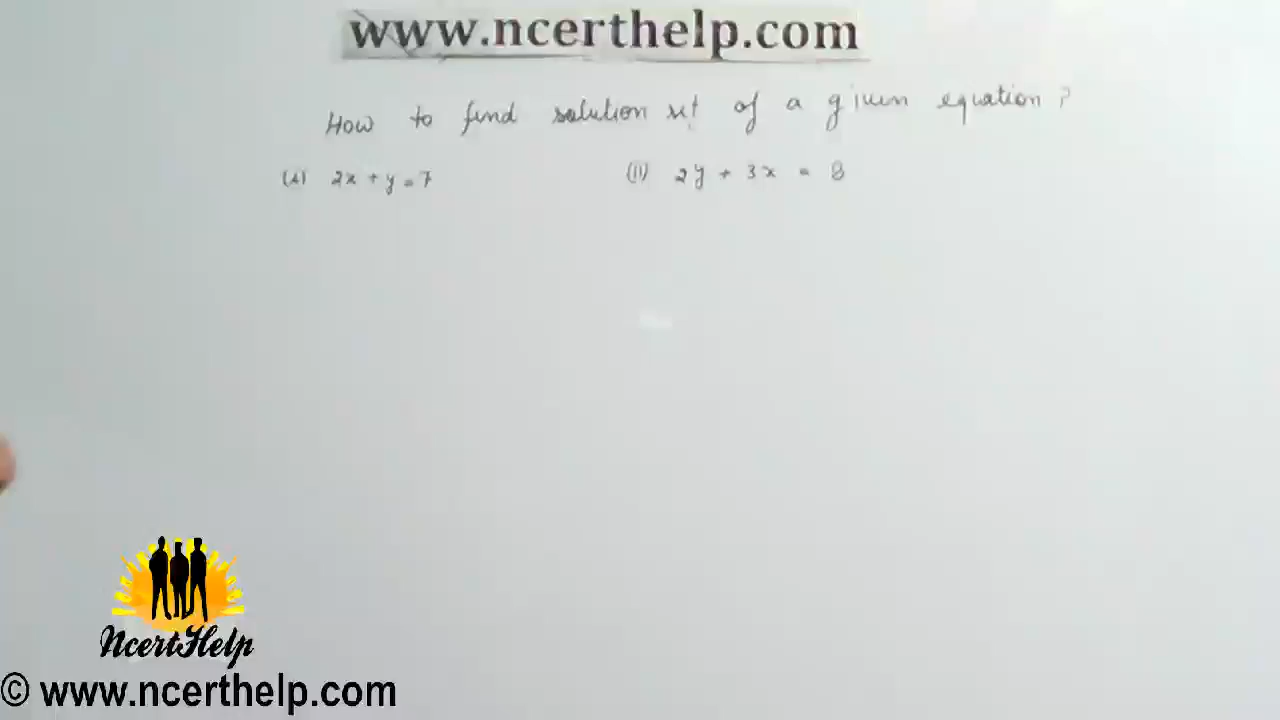 www.ncerthelp.com
How to find solution set of a given equation?
(i) 2x + y = 7 (ii) 2y + 3x = 8
NcertHelp
© www.ncerthelp.com